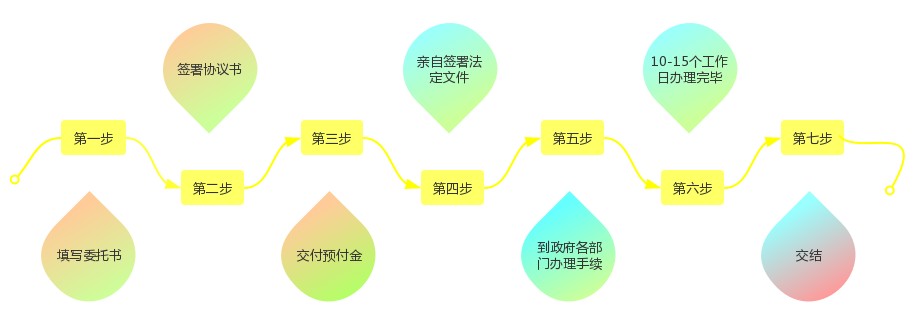 签署协议书
亲自签署法
定文件
10-15个工作
日办理完毕
第一步
第三步
第五步
第七步
第二步
第四步
第六步
填写委托书
交付预付金
到政府各部
门办理手续
交结